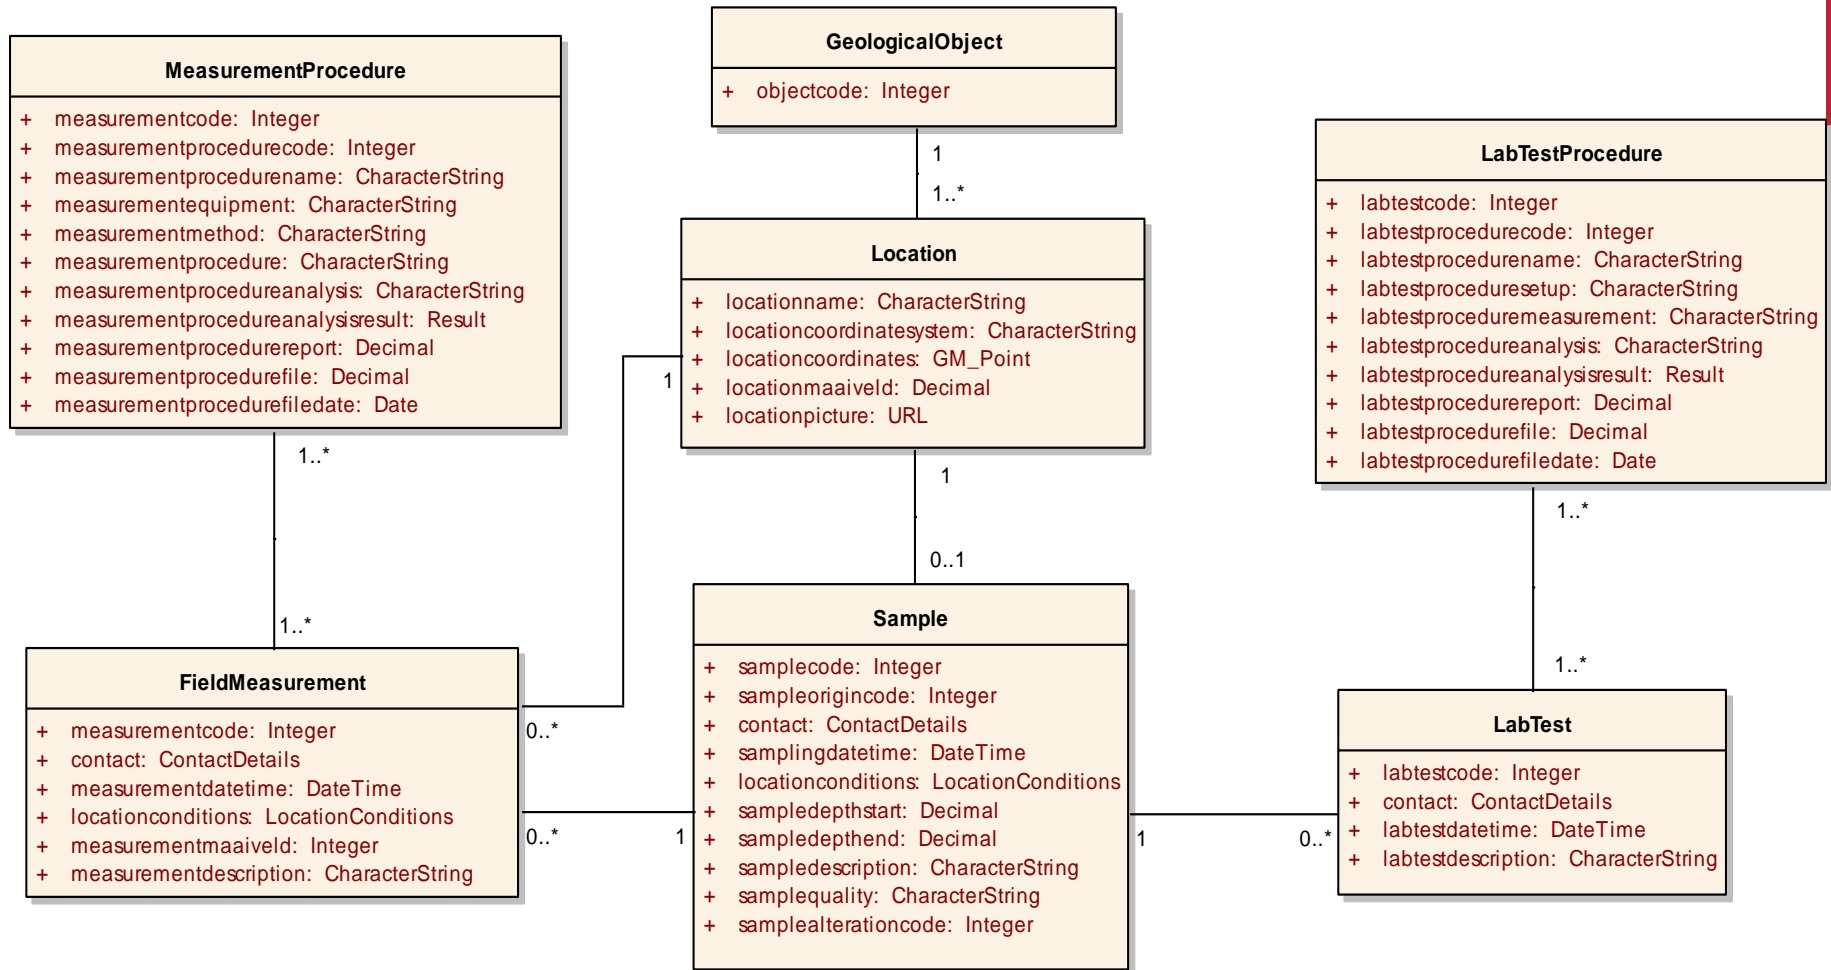 MeasurementProcedure
+ measurementcode: Integer
+ measurementprocedurecode: Integer
+ measurementprocedurename: CharacterString
+ measurementequipment: CharacterString
+ measurementmethod: CharacterString
+ measurementprocedure: CharacterString
+ measurementprocedureanalysis: CharacterString
+ measurementprocedureanalysisresult: Result
+ measurementprocedurereport: Decimal
+ measurementprocedurefile: Decimal
+ measurementprocedurefiledate: Date
GeologicalObject
+ objectcode: Integer
1
1..*
Location
+ locationname: CharacterString
+ locationcoordinatesystem: CharacterString
+ locationcoordinates: GM_Point
+ locationmaaiveld: Decimal
+ locationpicture: URL
LabTestProcedure
+ labtestcode: Integer
+ labtestprocedurecode: Integer
+ labtestprocedurename: CharacterString
+ labtestproceduresetup: CharacterString
+ labtestproceduremeasurement: CharacterString
+ labtestprocedureanalysis: CharacterString
+ labtestprocedureanalysisresult: Result
+ labtestprocedurereport: Decimal
+ labtestprocedurefile: Decimal
+ labtestprocedurefiledate: Date
1
1..*
1
1..*
0..1
1..*
1..*
FieldMeasurement
+ measurementcode: Integer
+ contact: ContactDetails
+ measurementdatetime: DateTime
+ locationconditions: LocationConditions
+ measurementmaaiveld: Integer
+ measurementdescription: CharacterString
0..*
0..*
1
Sample
+ samplecode: Integer
+ sampleorigincode: Integer
+ contact: ContactDetails
+ samplingdatetime: DateTime
+ locationconditions: LocationConditions
+ sampledepthstart: Decimal
+ sampledepthend: Decimal
+ sampledescription: CharacterString
+ samplequality: CharacterString
+ samplealterationcode: Integer
1
0..*
LabTest
+ labtestcode: Integer
+ contact: ContactDetails
+ labtestdatetime: DateTime
+ labtestdescription: CharacterString